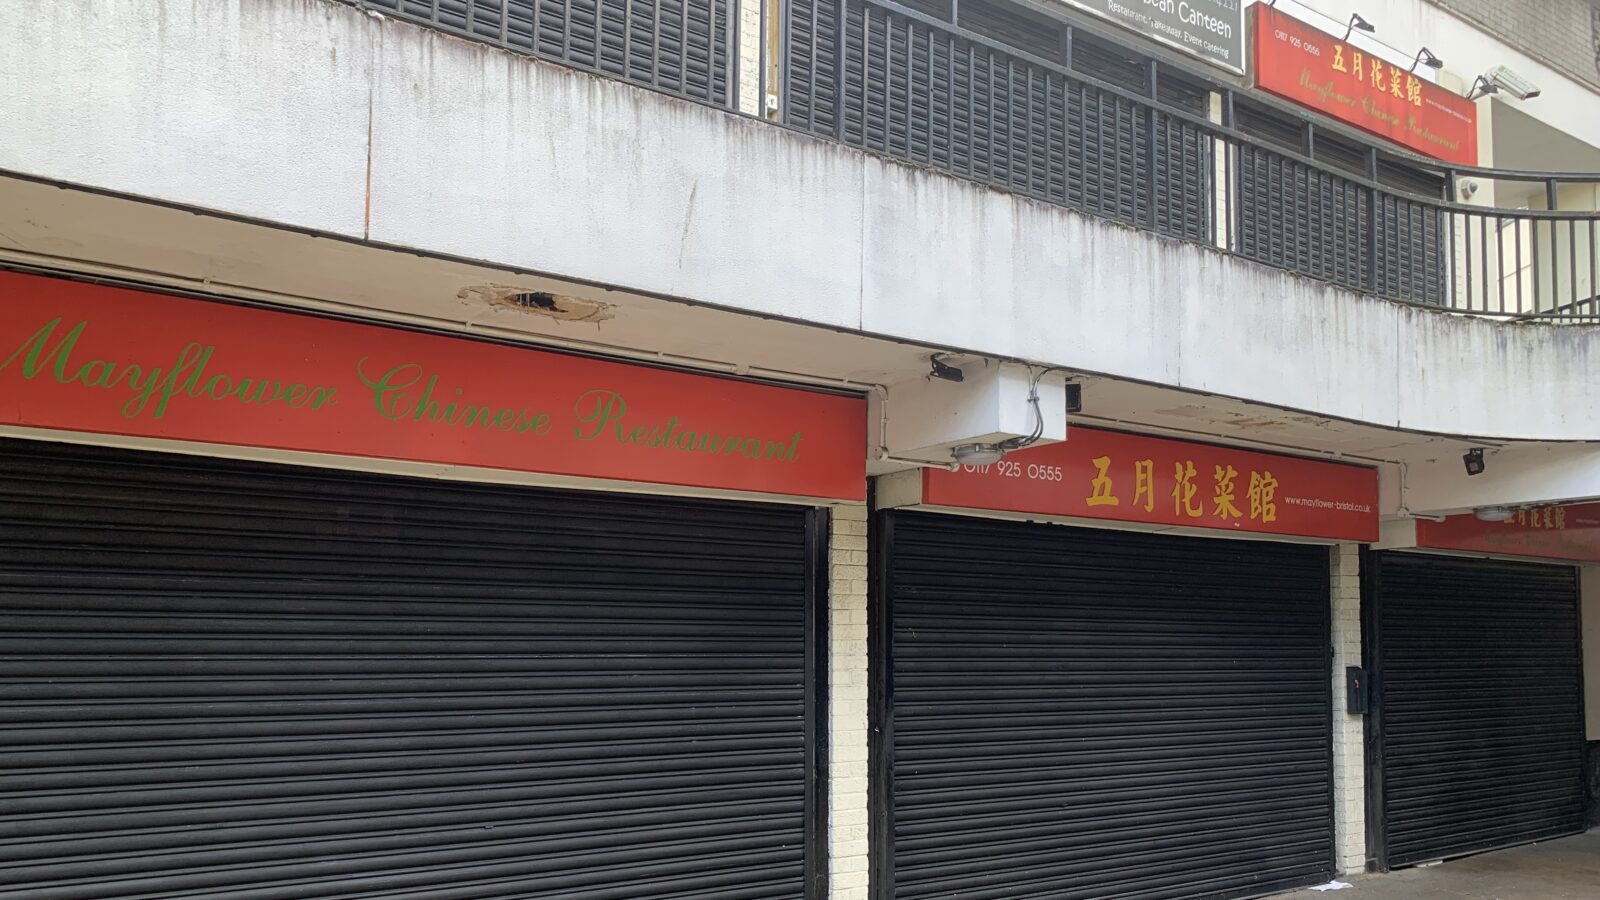 Canteen
Restaurant, Takeaway, Event Catering
0117 925 0555
五月花菜館
Mayflower Chinese Restaurant
Mayflower Chinese Restaurant
0117 925 0555
五月花菜館
www.mayflower-bristol.co.uk
五月花菜館